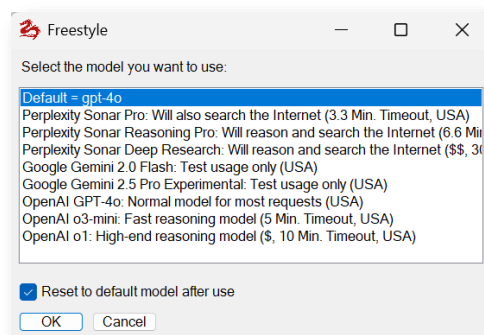 Freestyle
Select the model you want to use:
Default = gpt-4o
Perplexity Sonar Pro: Will also search the Internet (3.3 Min. Timeout, USA)
Perplexity Sonar Reasoning Pro: Will reason and search the Internet (6.6 Min
Perplexity Sonar Deep Research: Will reason and search the Internet ($$, 30
Google Gemini 2.0 Flash: Test usage only (USA)
Google Gemini 2.5 Pro Experimental: Test usage only (USA)
OpenAI GPT-4o: Normal model for most requests (USA)
OpenAI o3-mini: Fast reasoning model (5 Min. Timeout, USA)
OpenAI o1: High-end reasoning model ($, 10 Min. Timeout, USA)
Reset to default model after use
OK Cancel